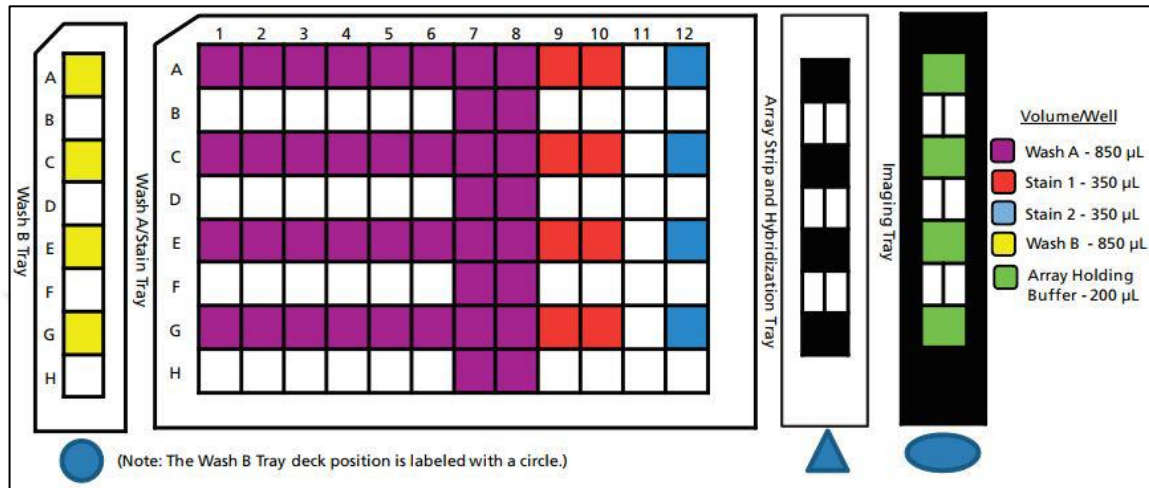 1 2 3 4 5 6 7 8 9 10 11 12
A
B
C
D
E
F
G
H
Wash B Tray
A
B
C
D
E
F
G
H
Wash A/Stain Tray
Array Strip and Hybridization Tray
Imaging Tray
Volume/Well
Wash A - 850 µL
Stain 1 - 350 µL
Stain 2 - 350 µL
Wash B - 850 µL
Array Holding
Buffer - 200 µL
(Note: The Wash B Tray deck position is labeled with a circle.)